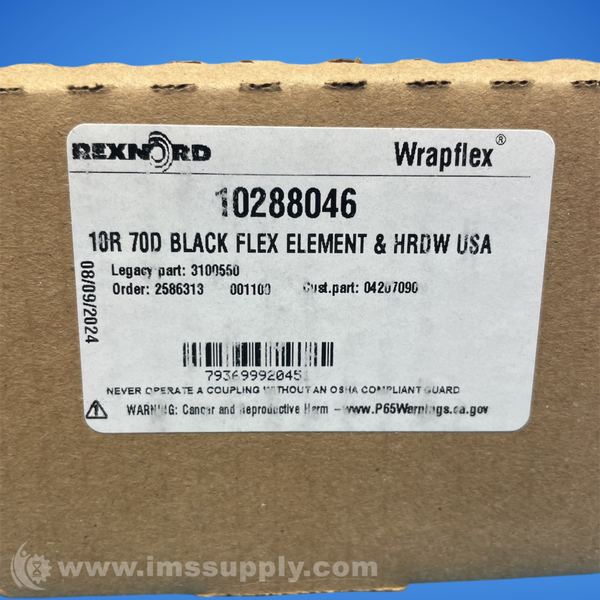 REXNORD
Wrapflex®
10288046
10R 70D BLACK FLEX ELEMENT & HRDW USA
Legacy part: 3100550
Order: 2586313 001100 Cust.part: 04207090
08/09/2024
793699920451
NEVER OPERATE A COUPLING WITHOUT AN OSHA COMPLIANT GUARD
WARNING: Cancer and Reproductive Harm - www.P65Warnings.ca.gov
www.imssupply.com